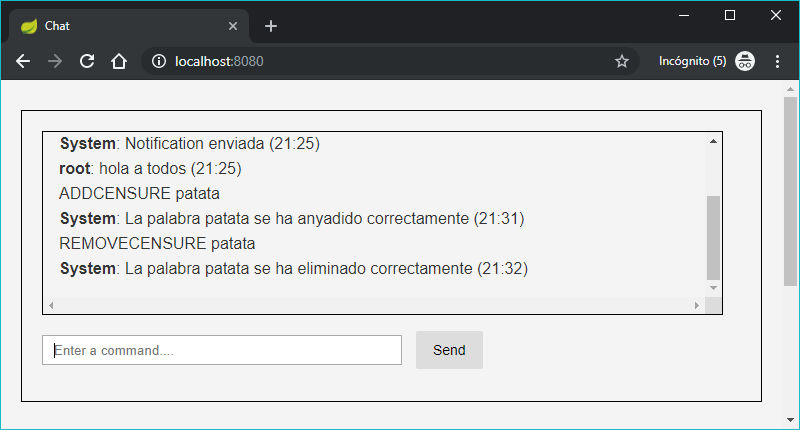 Chat
localhost:8080
Incógnito (5)
System: Notification enviada (21:25)
root: hola a todos (21:25)
ADDCENSURE patata
System: La palabra patata se ha anyadido correctamente (21:31)
REMOVECENSURE patata
System: La palabra patata se ha eliminado correctamente (21:32)
Enter a command....
Send